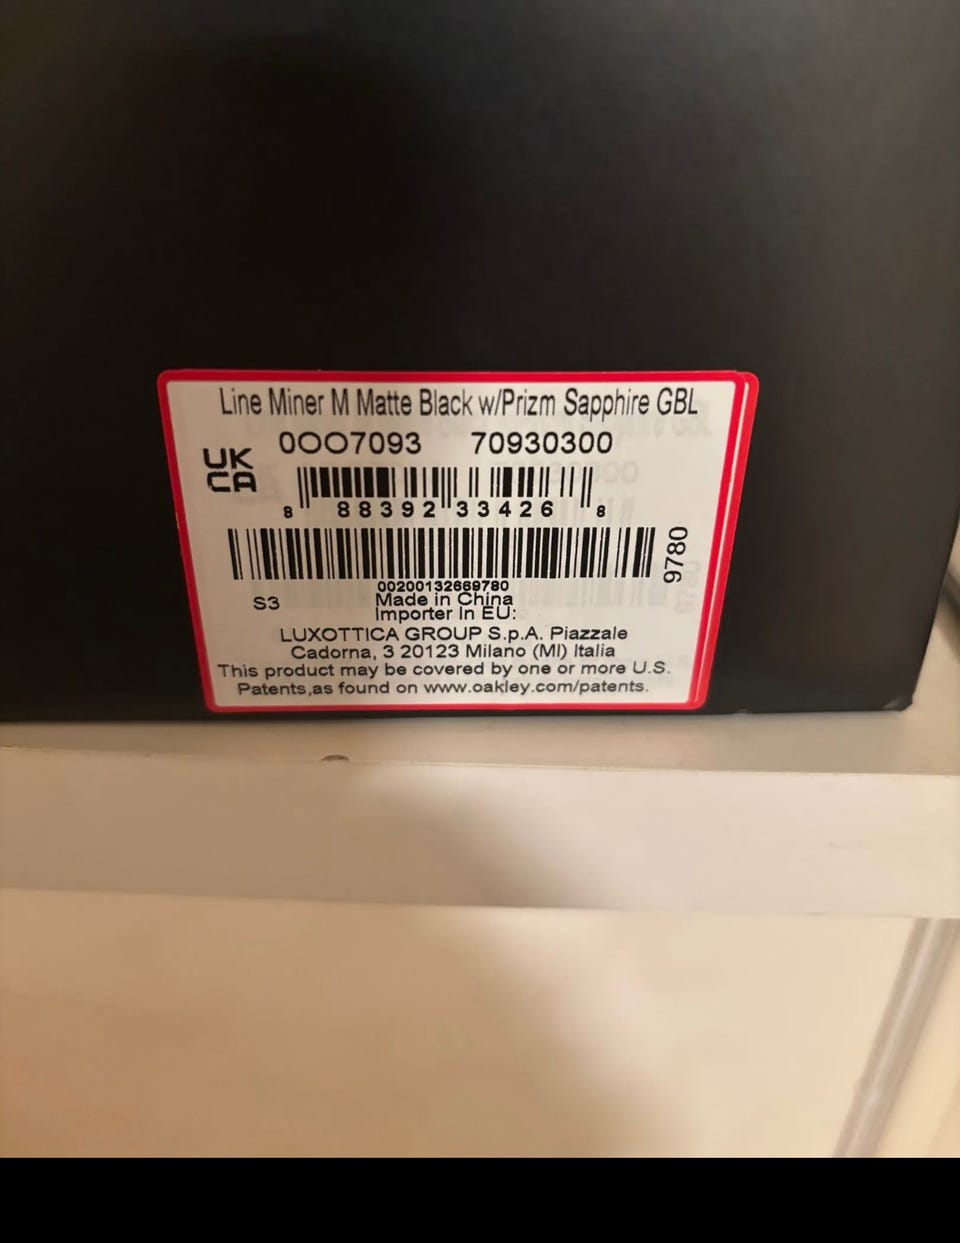 Line Miner M Matte Black w/Prizm Sapphire GBL
UK
CA
0OO7093 70930300
8 88392 33426 8
9780
00200132669780
S3
Made in China
Importer In EU:
LUXOTTICA GROUP S.p.A. Piazzale
Cadorna, 3 20123 Milano (MI) Italia
This product may be covered by one or more U.S.
Patents,as found on www.oakley.com/patents.